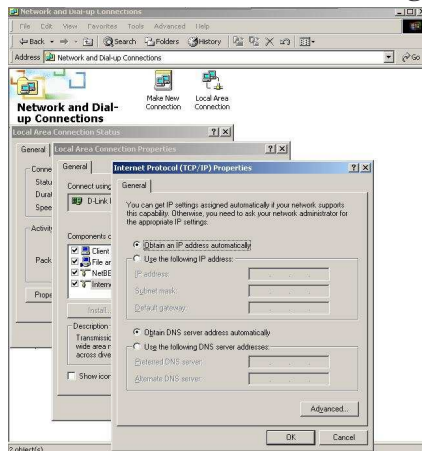 Network and Dial-up Connections
File Edit View Favorites Tools Advanced Help
Back Search Folders History
Address Network and Dial-up Connections Go
Network and Dial-
up Connections
Make New
Connection
Local Area
Connection
Local Area Connection Status
General
Conne
Statu
Durat
Spee
Activity
Pack
Prope
Local Area Connection Properties
General
Connect using
D-Link
Components c
Client
File ar
NetBE
Interne
Install...
Description
Transmissic
wide area r
across dive
Show icor
Internet Protocol (TCP/IP) Properties
General
You can get IP settings assigned automatically if your network supports
this capability. Otherwise, you need to ask your network administrator for
the appropriate IP settings.
Obtain an IP address automatically
Use the following IP address:
IP address:
Subnet mask:
Default gateway:
Obtain DNS server address automatically
Use the following DNS server addresses:
Preferred DNS server:
Alternate DNS server:
Advanced...
OK Cancel
2 object(s)